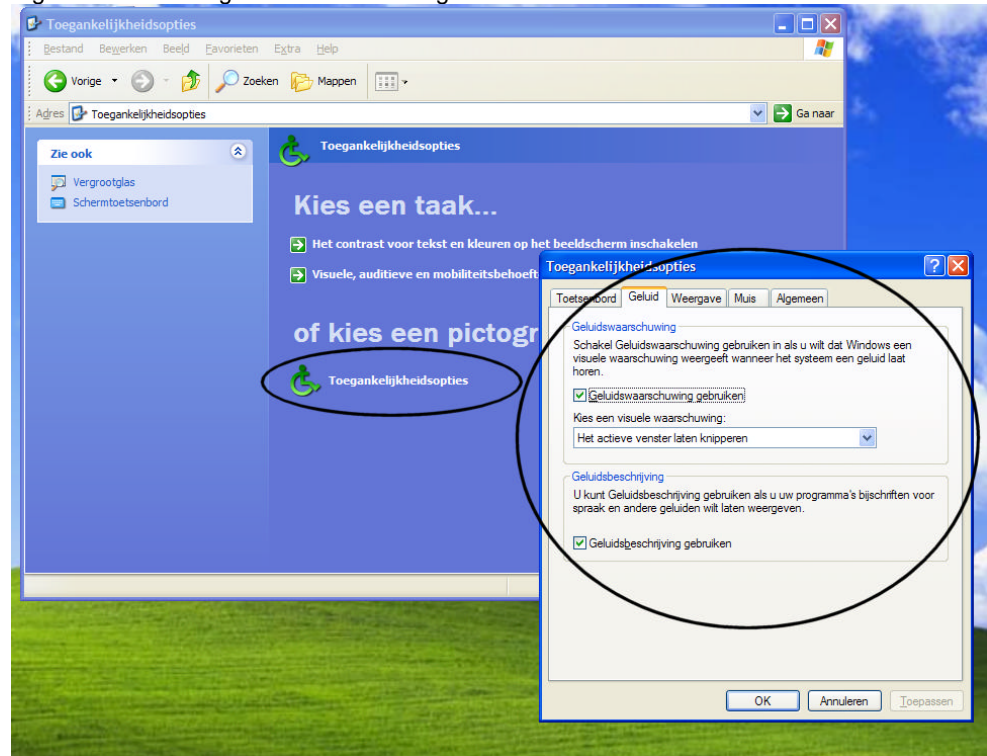 Toegankelijkheidsopties
Bestand Bewerken Beeld Favorieten Extra Help
Vorige Zoeken Mappen
Adres Toegankelijkheidsopties Ga naar
Zie ook
Vergrootglas
Schermtoetsenbord
Toegankelijkheidsopties
Kies een taak...
Het contrast voor tekst en kleuren op het beeldscherm inschakelen
Visuele, auditieve en mobiliteitsbehoeft
of kies een pictogr
Toegankelijkheidsopties
Toegankelijkheidsopties
Toetsenbord Geluid Weergave Muis Algemeen
Geluidswaarschuwing
Schakel Geluidswaarschuwing gebruiken in als u wilt dat Windows een
visuele waarschuwing weergeeft wanneer het systeem een geluid laat
horen.
Geluidswaarschuwing gebruiken
Kies een visuele waarschuwing:
Het actieve venster laten knipperen
Geluidsbeschrijving
U kunt Geluidsbeschrijving gebruiken als u uw programma's bijschriften voor
spraak en andere geluiden wilt laten weergeven.
Geluidsbeschrijving gebruiken
OK Annuleren Toepassen